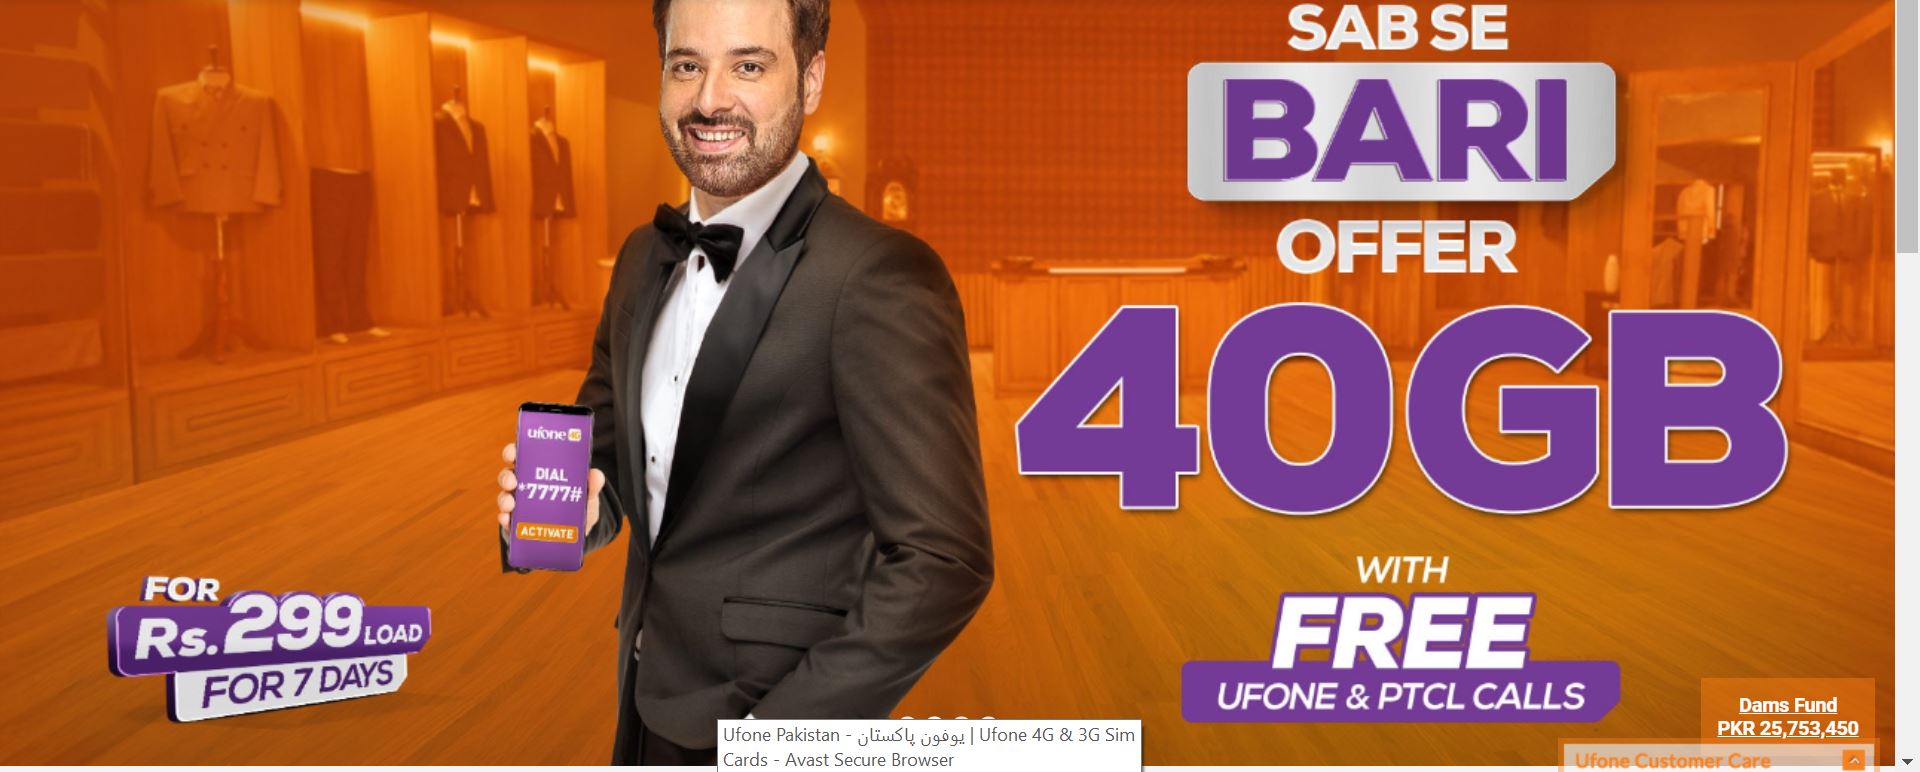 SAB SE
BARI
OFFER
40GB
WITH
FREE
UFONE & PTCL CALLS
ufone 4G
DIAL
*7777#
ACTIVATE
FOR
Rs.299 LOAD
FOR 7 DAYS
Dams Fund
PKR 25,753,450
Ufone Customer Care
Ufone Pakistan - یوفون پاکستان | Ufone 4G & 3G Sim
Cards - Avast Secure Browser